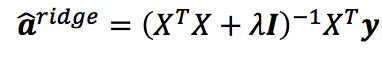 â^{ridge} = (X^T X + λI)^{-1} X^T y